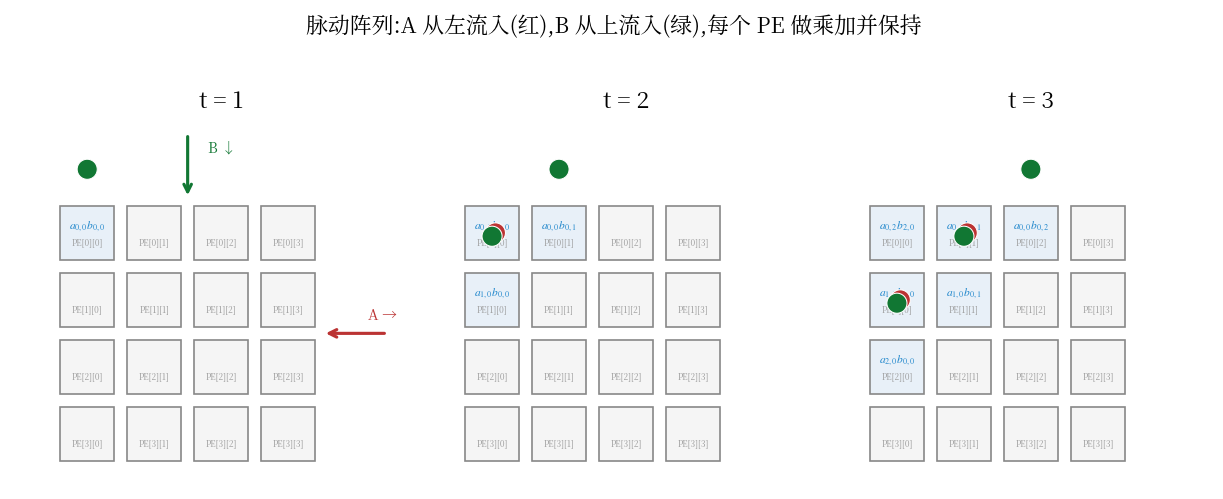 脉动阵列:A 从左流入(红),B 从上流入(绿),每个 PE 做乘加并保持
t = 1
t = 2
t = 3
B ↓
a₀,₀b₀,₀
PE[0][0] PE[0][1] PE[0][2] PE[0][3]
PE[1][0] PE[1][1] PE[1][2] PE[1][3]
A →
PE[2][0] PE[2][1] PE[2][2] PE[2][3]
PE[3][0] PE[3][1] PE[3][2] PE[3][3]
a₀,₀b₀,₁
PE[0][1] PE[0][2] PE[0][3]
a₁,₀b₀,₀
PE[1][0] PE[1][1] PE[1][2] PE[1][3]
PE[2][0] PE[2][1] PE[2][2] PE[2][3]
PE[3][0] PE[3][1] PE[3][2] PE[3][3]
a₀,₂b₂,₀ a₀,₀b₀,₂
PE[0][0] PE[0][2] PE[0][3]
a₁,₀b₀,₁
PE[1][1] PE[1][2] PE[1][3]
a₂,₀b₀,₀
PE[2][0] PE[2][1] PE[2][2] PE[2][3]
PE[3][0] PE[3][1] PE[3][2] PE[3][3]